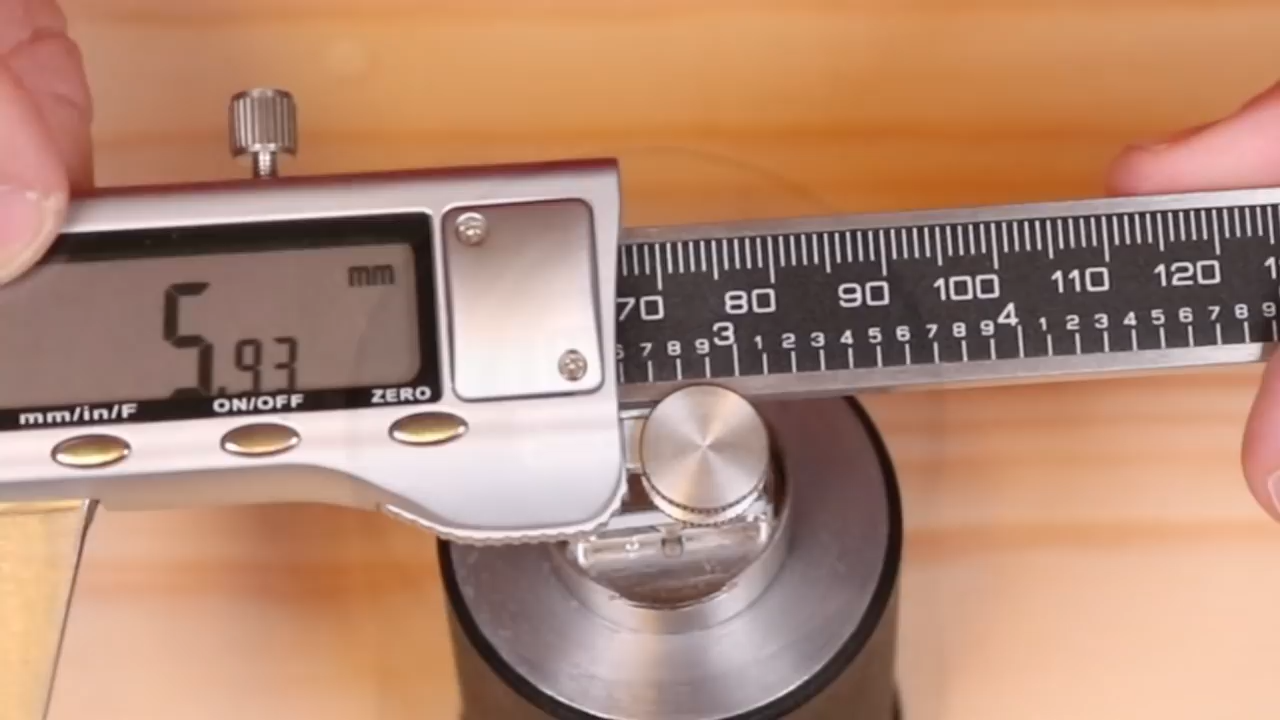 mm
5.93
mm/in/F ON/OFF ZERO
70 80 90 100 110 120
6 7 8 9 3 1 2 3 4 5 6 7 8 9 4 1 2 3 4 5 6 7 8 9